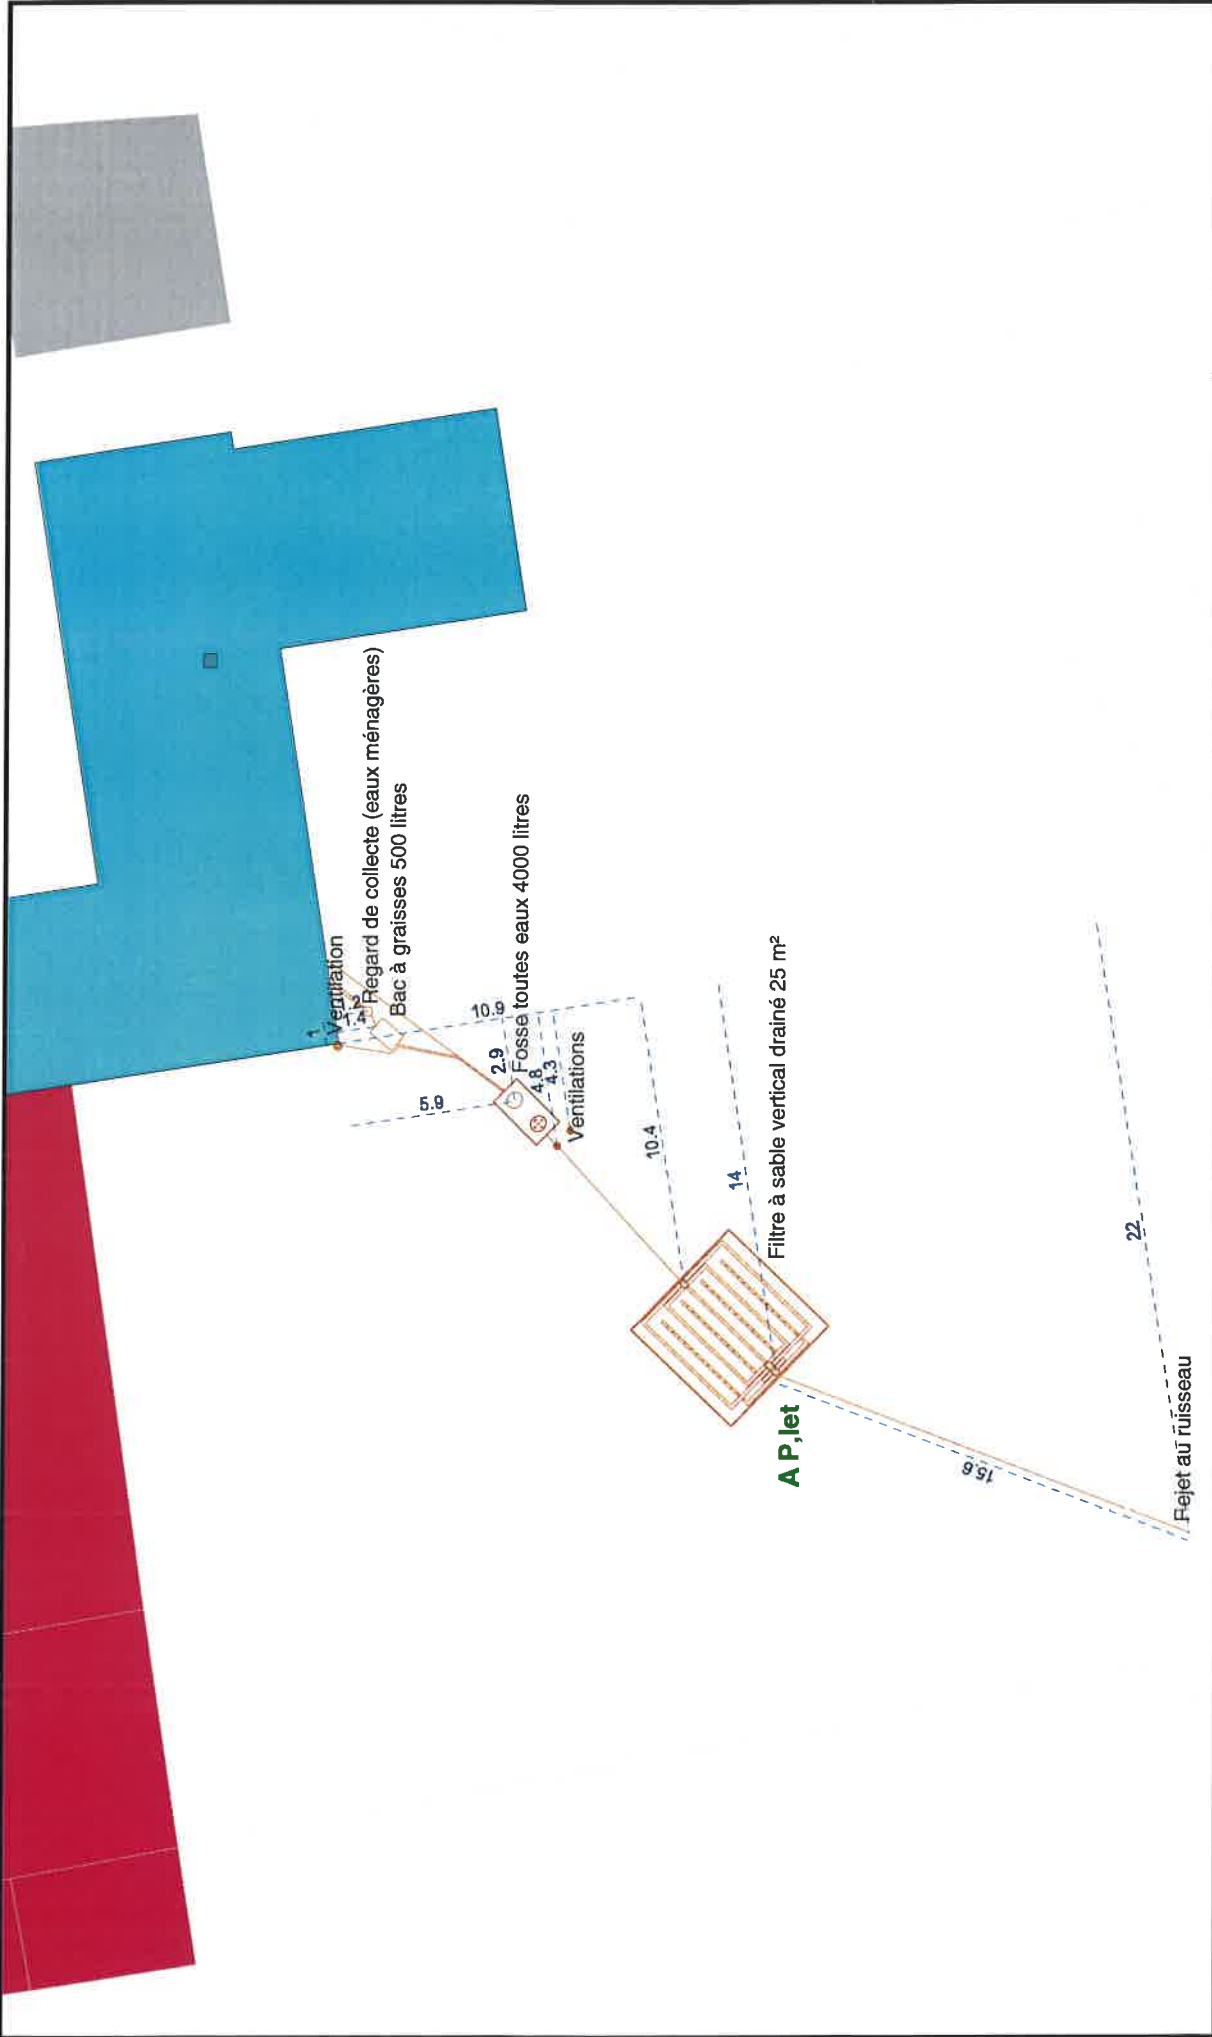 Ventilation
1
2
1.4
Regard de collecte (eaux ménagères)
Bac à graisses 500 litres
10.9
5.9
2.9
Fosse toutes eaux 4000 litres
4.8
4.3
Ventilations
10.4
14
Filtre à sable vertical drainé 25 m²
A P,let
15.6
22
Rejet au ruisseau